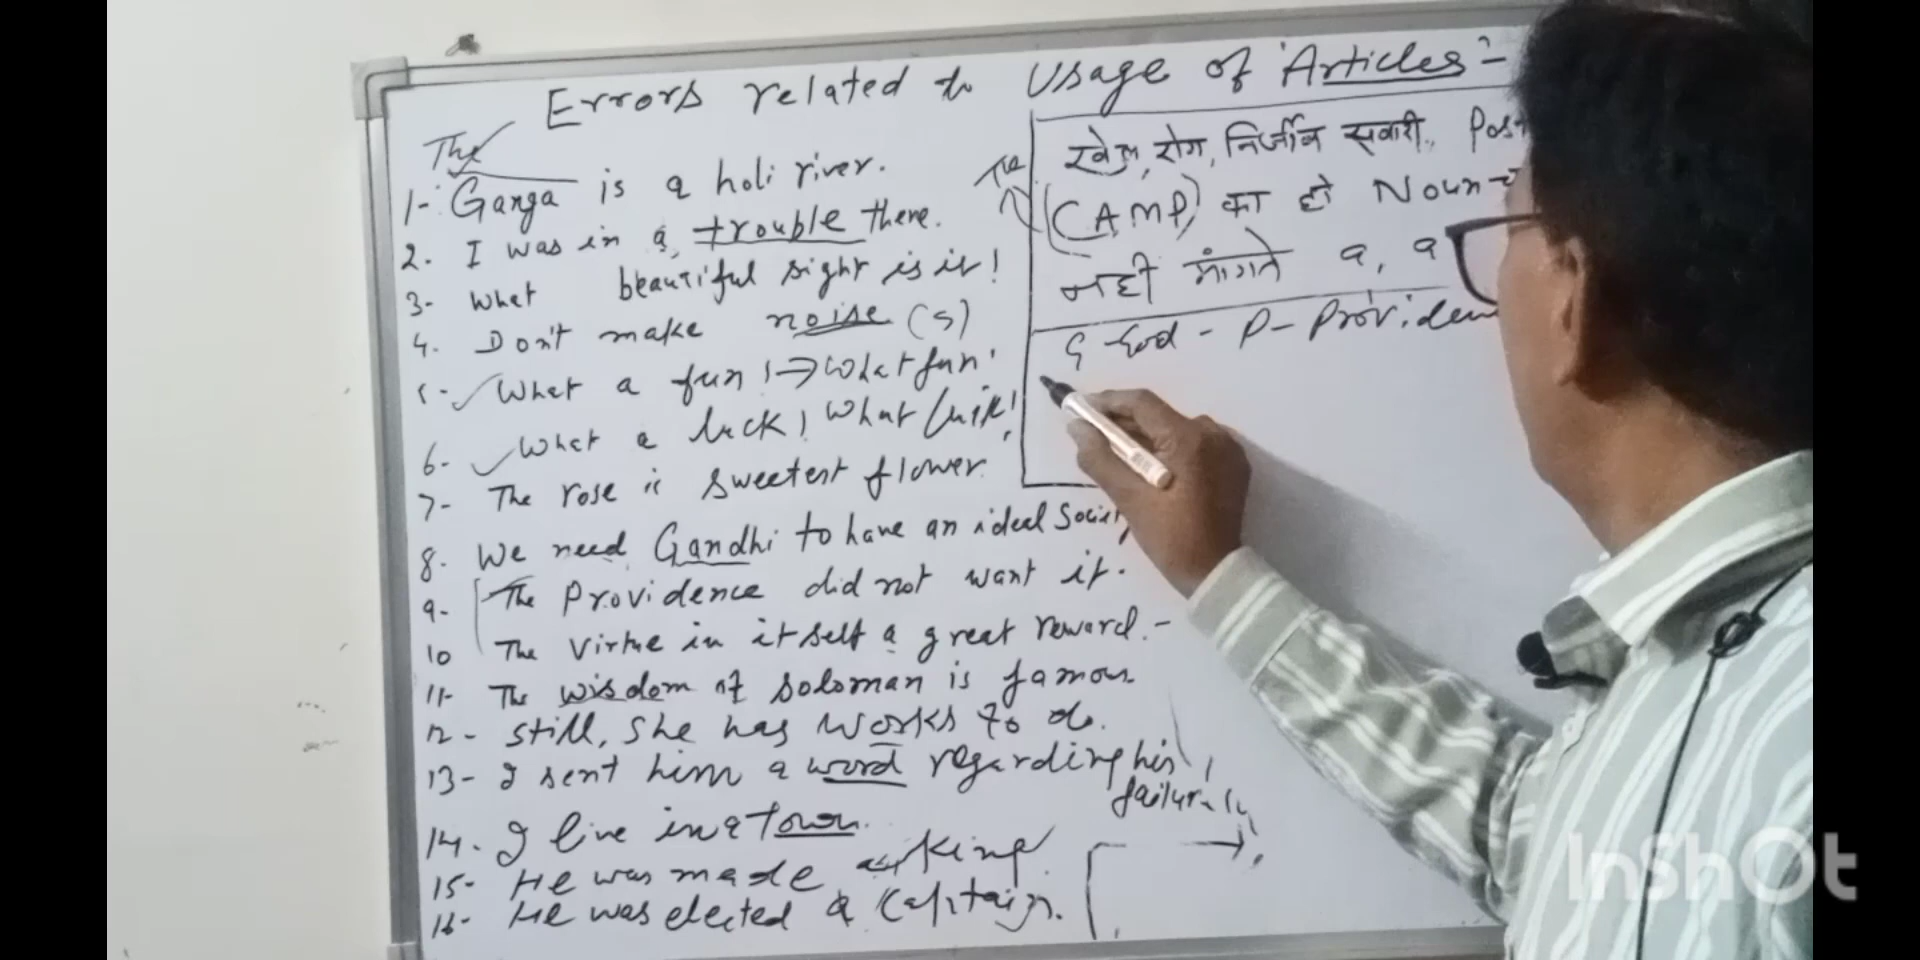 Errors related to Usage of Articles :-
The
1- Ganga is a holi river.
2. I was in a trouble there.
3- What beautiful sight is it!
4. Don't make noise (s)
What a fun! → What fun!
6- What a luck! What luck!
7- The rose is sweetest flower.
8. We need Gandhi to have an ideal
9- The Providence did not want it.
10 The virtue in itself a great reward.-
11- The wisdom of Soloman is
12- still, she has works to do.
13- I sent him a word regarding his
14. I live in a town.
15- He was made king
16- He was elected a Captain.
The
खेल, रोग, निर्जीव सवारी, Post
(CAMP) का हो Noun
नहीं मांगते a, a
G God - P- Providen
InShOt